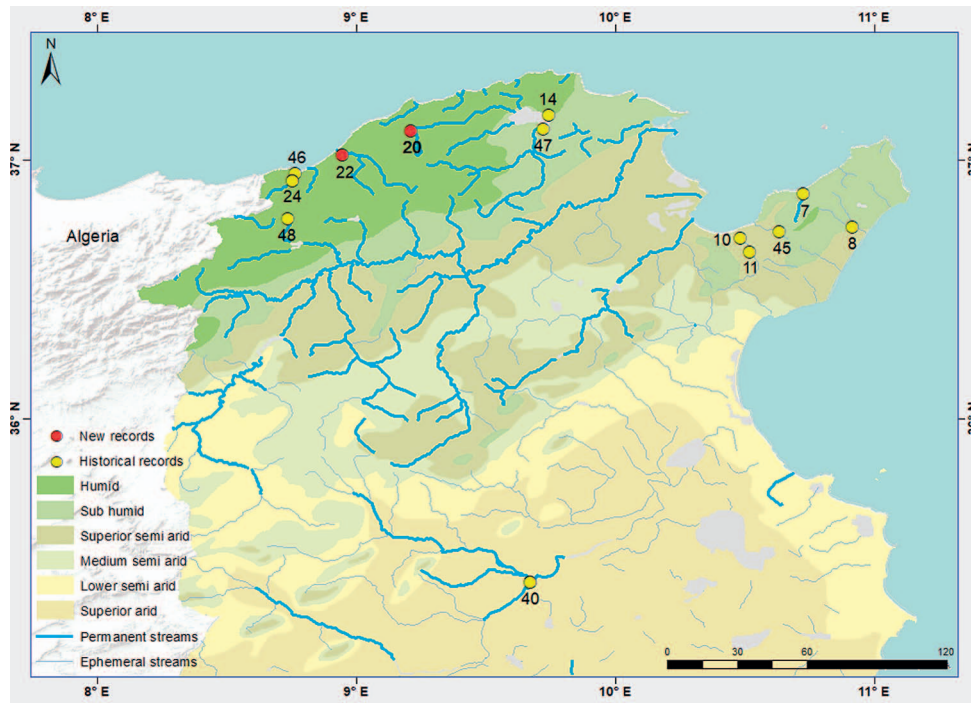 8° E 9° E 10° E 11° E
N
37° N
14
20
47
22
46
24
48
Algeria
7
8
10
45
11
36° N
New records
Historical records
Humid
Sub humid
Superior semi arid
Medium semi arid
Lower semi arid
Superior arid
Permanent streams
Ephemeral streams
40
0 30 60 120
8° E 9° E 10° E 11° E